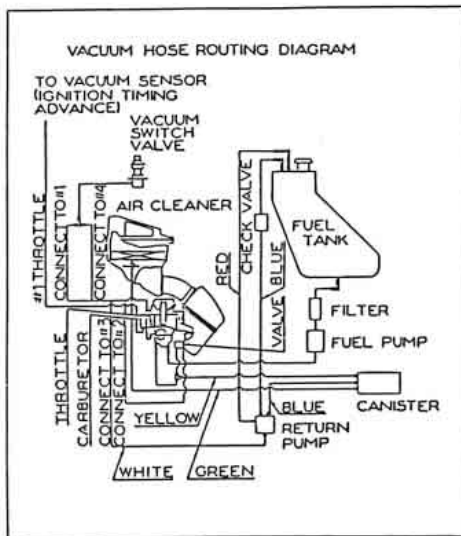 VACUUM HOSE ROUTING DIAGRAM
TO VACUUM SENSOR
(IGNITION TIMING
ADVANCE)
VACUUM
SWITCH
VALVE
AIR CLEANER
#1 THROTTLE
CONNECT TO #1
CONNECT TO #4
RED
CHECK VALVE
VALVE BLUE
FUEL
TANK
FILTER
FUEL PUMP
THROTTLE
CARBURETOR
CONNECT TO #3
CONNECT TO #2
YELLOW
BLUE
CANISTER
RETURN
PUMP
WHITE
GREEN